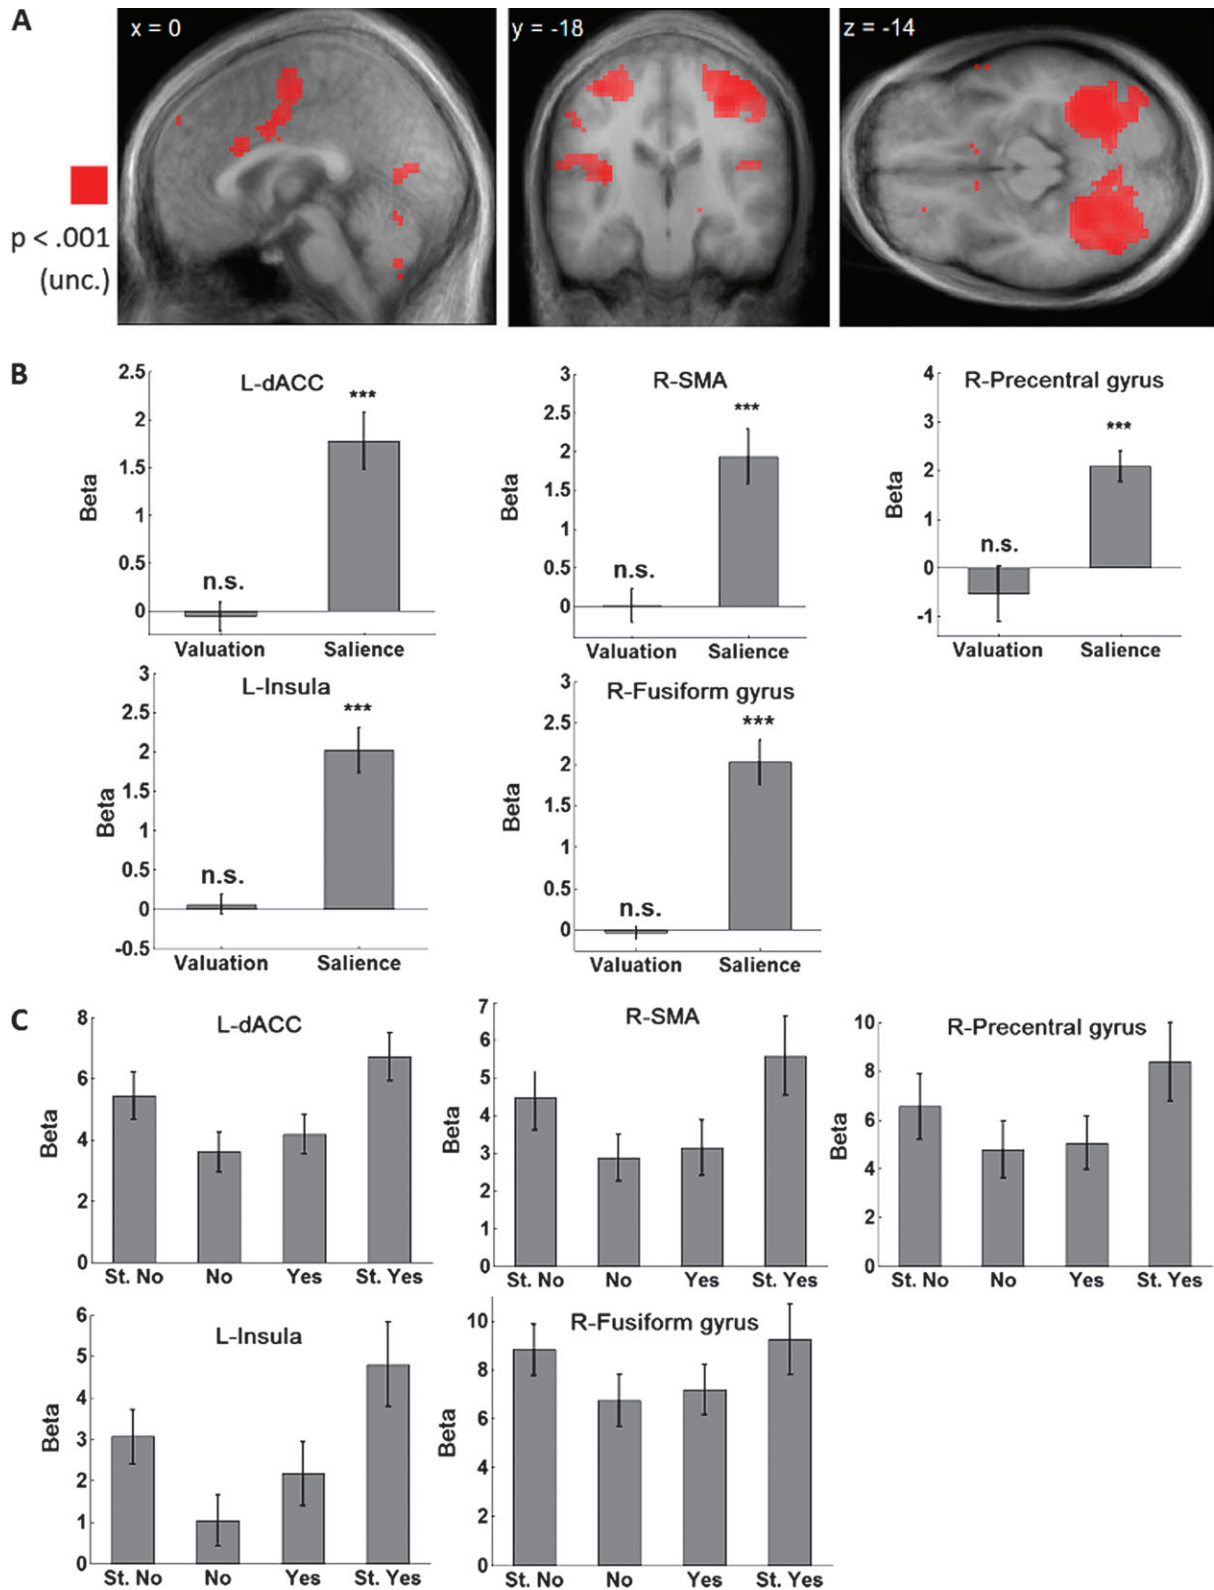 A
x = 0
y = -18
z = -14
p < .001
(unc.)
B
L-dACC
2.5
2
1.5
1
0.5
0
Beta
***
n.s.
Valuation
Salience
R-SMA
3
2.5
2
1.5
1
0.5
0
Beta
***
n.s.
Valuation
Salience
R-Precentral gyrus
4
3
2
1
0
-1
Beta
***
n.s.
Valuation
Salience
L-Insula
3
2.5
2
1.5
1
0.5
0
-0.5
Beta
***
n.s.
Valuation
Salience
R-Fusiform gyrus
3
2.5
2
1.5
1
0.5
0
Beta
***
n.s.
Valuation
Salience
C
L-dACC
8
6
4
2
0
Beta
St. No
No
Yes
St. Yes
R-SMA
7
6
5
4
3
2
1
0
Beta
St. No
No
Yes
St. Yes
R-Precentral gyrus
10
8
6
4
2
0
Beta
St. No
No
Yes
St. Yes
L-Insula
6
5
4
3
2
1
0
Beta
St. No
No
Yes
St. Yes
R-Fusiform gyrus
10
8
6
4
2
0
Beta
St. No
No
Yes
St. Yes